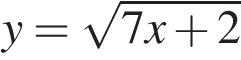 y = √(7x + 2)